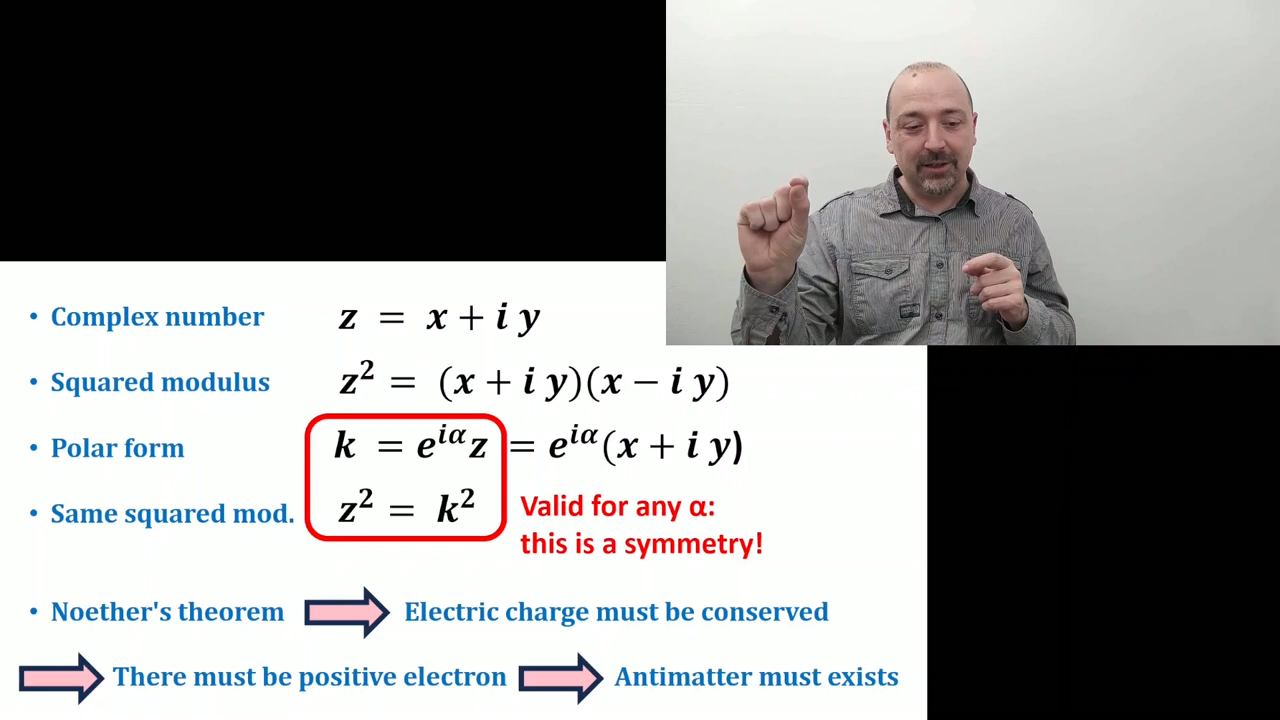 • Complex number z = x + i y
• Squared modulus z² = (x + i y)(x − i y)
• Polar form k = e^{iα}z = e^{iα}(x + i y)
• Same squared mod. z² = k²
Valid for any α:
this is a symmetry!
• Noether's theorem Electric charge must be conserved
There must be positive electron Antimatter must exists